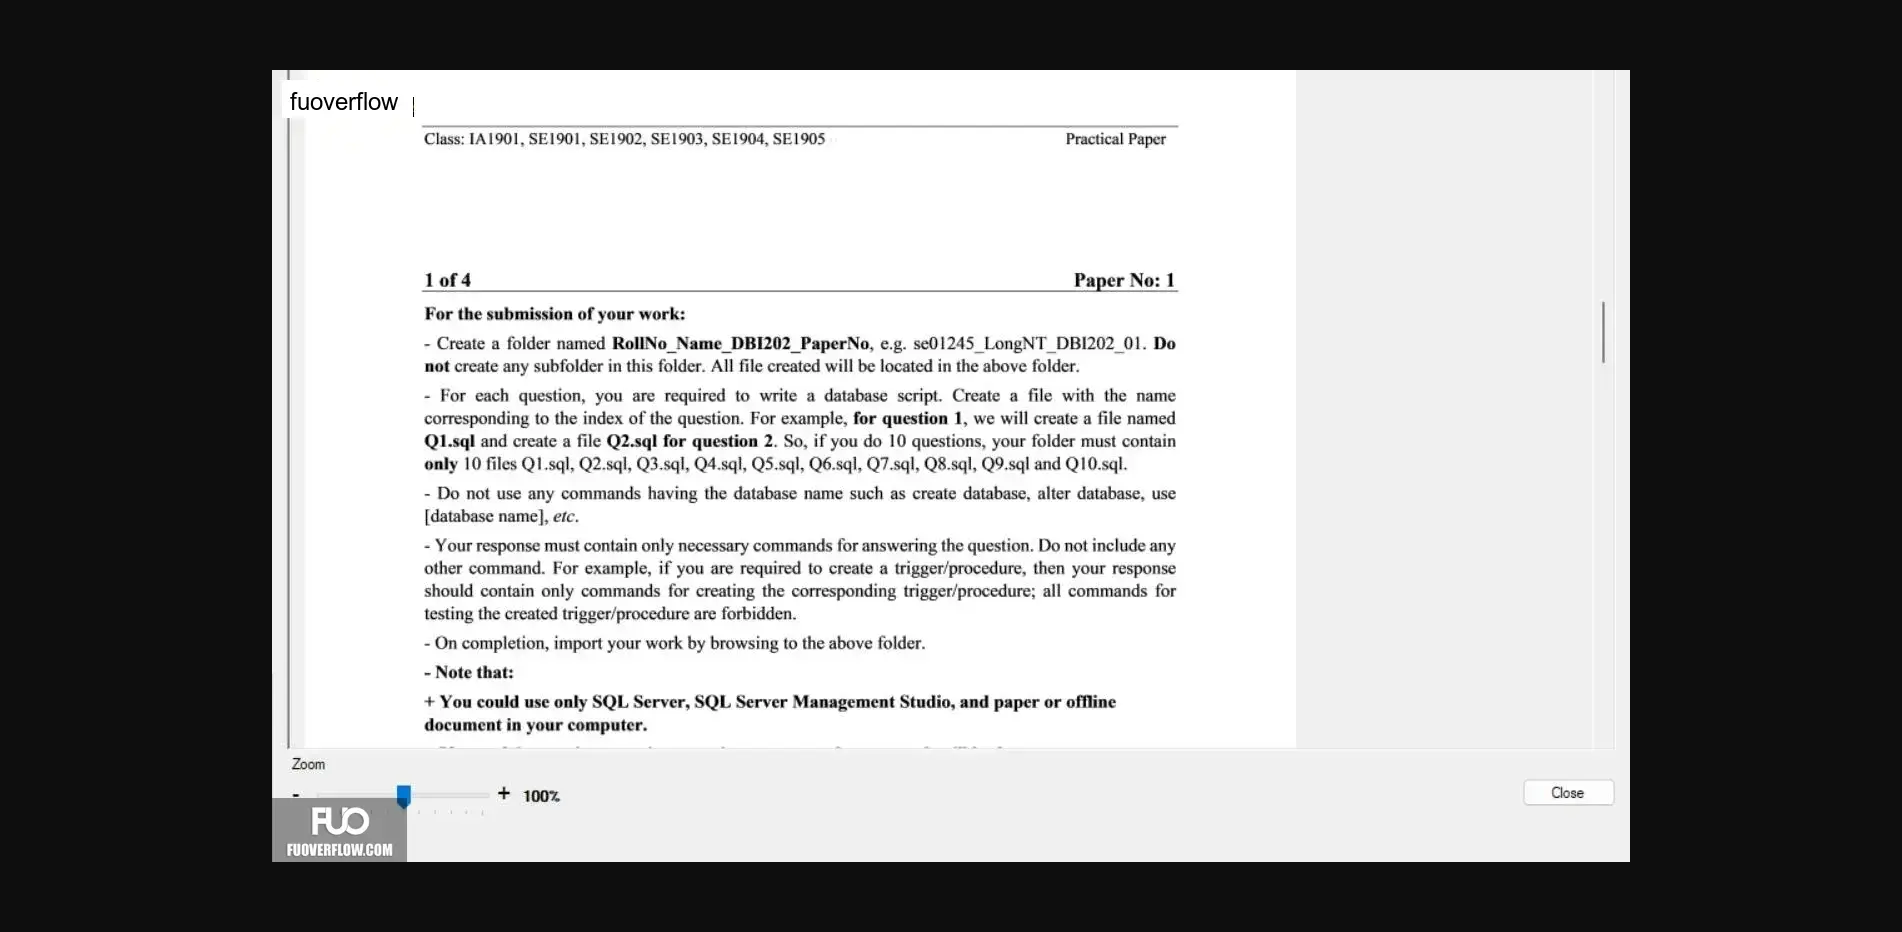 fuoverflow
Class: IA1901, SE1901, SE1902, SE1903, SE1904, SE1905 Practical Paper
1 of 4 Paper No: 1
For the submission of your work:
- Create a folder named RollNo_Name_DBI202_PaperNo, e.g. se01245_LongNT_DBI202_01. Do
not create any subfolder in this folder. All file created will be located in the above folder.
- For each question, you are required to write a database script. Create a file with the name
corresponding to the index of the question. For example, for question 1, we will create a file named
Q1.sql and create a file Q2.sql for question 2. So, if you do 10 questions, your folder must contain
only 10 files Q1.sql, Q2.sql, Q3.sql, Q4.sql, Q5.sql, Q6.sql, Q7.sql, Q8.sql, Q9.sql and Q10.sql.
- Do not use any commands having the database name such as create database, alter database, use
[database name], etc.
- Your response must contain only necessary commands for answering the question. Do not include any
other command. For example, if you are required to create a trigger/procedure, then your response
should contain only commands for creating the corresponding trigger/procedure; all commands for
testing the created trigger/procedure are forbidden.
- On completion, import your work by browsing to the above folder.
- Note that:
+ You could use only SQL Server, SQL Server Management Studio, and paper or offline
document in your computer.
Zoom
- + 100%
Close
FUO
FUOVERFLOW.COM